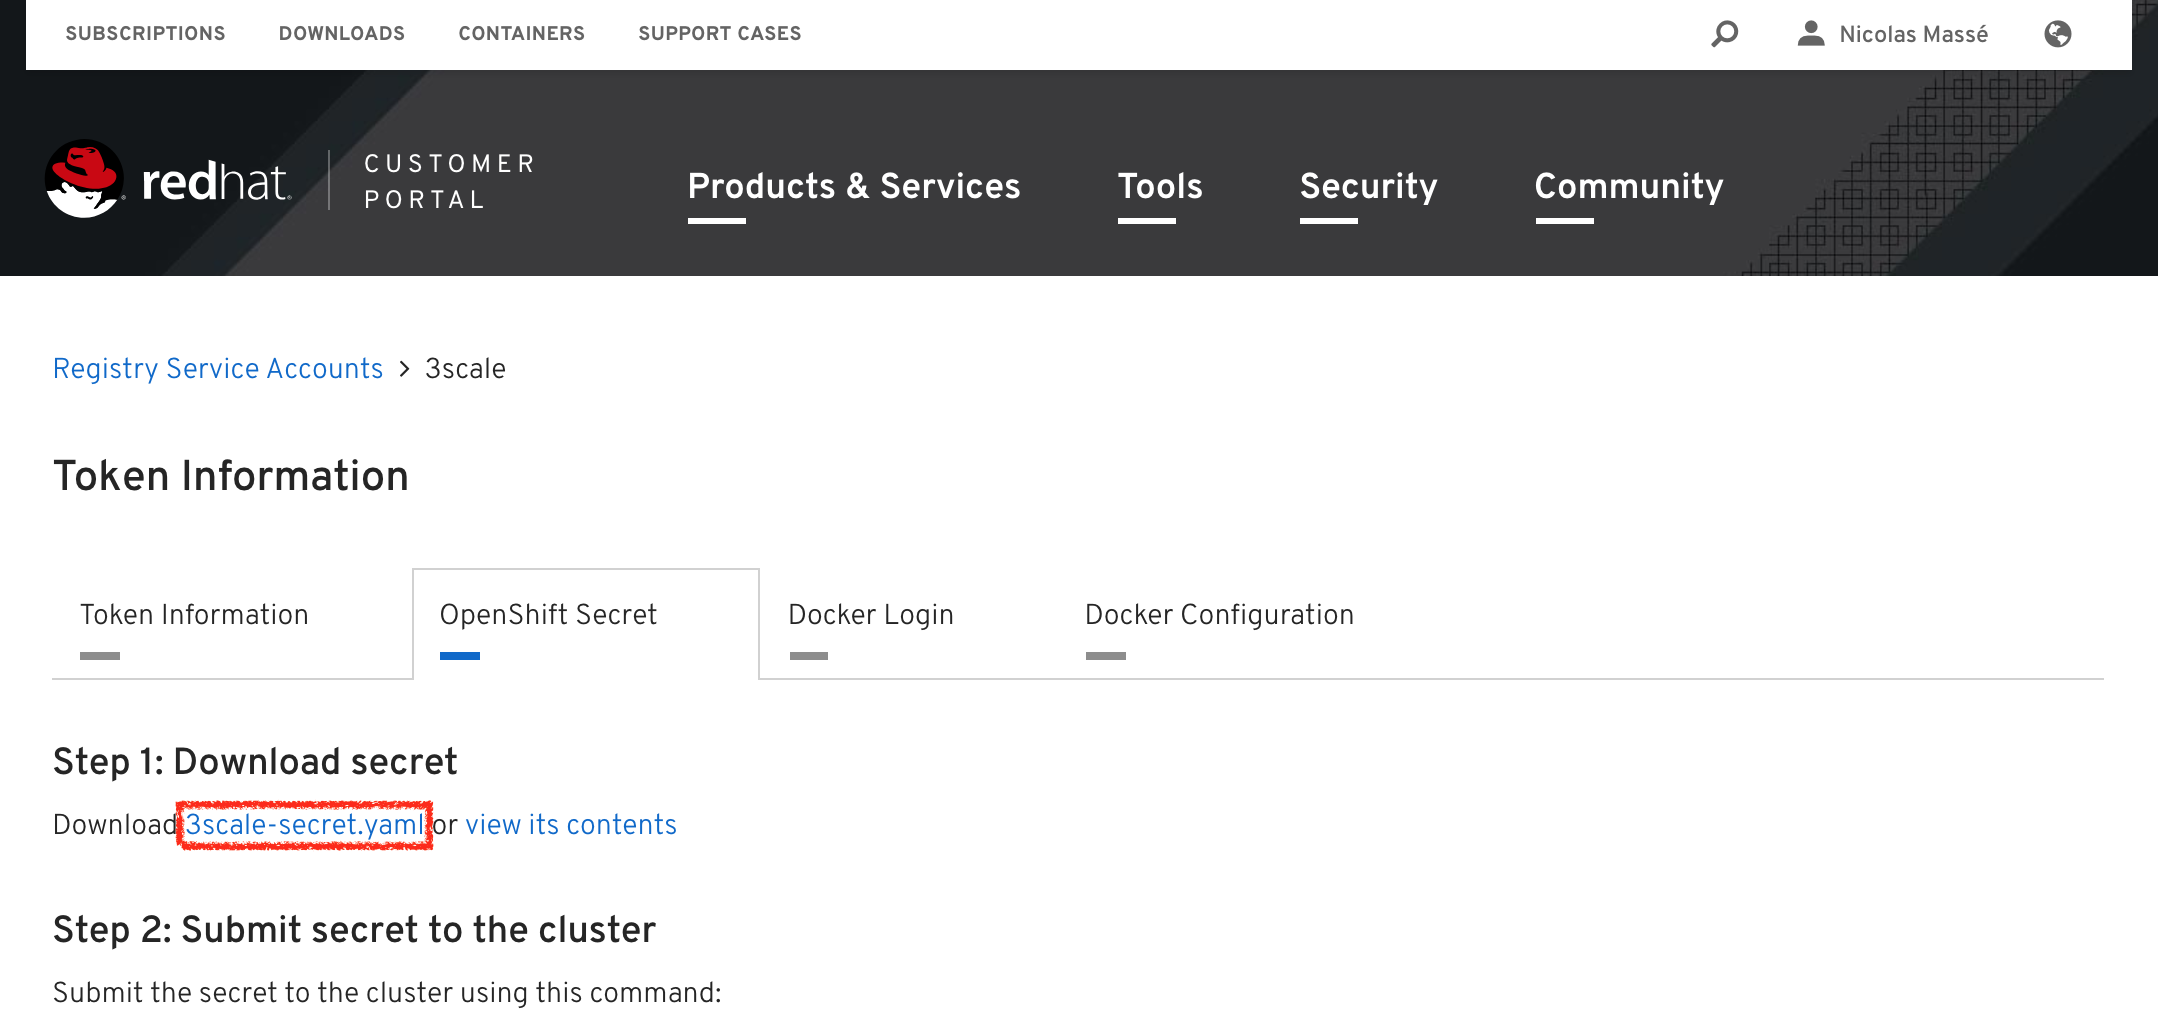 SUBSCRIPTIONS DOWNLOADS CONTAINERS SUPPORT CASES Nicolas Massé
redhat. CUSTOMER PORTAL
Products & Services Tools Security Community
Registry Service Accounts > 3scale
Token Information
Token Information OpenShift Secret Docker Login Docker Configuration
Step 1: Download secret
Download 3scale-secret.yaml or view its contents
Step 2: Submit secret to the cluster
Submit the secret to the cluster using this command: